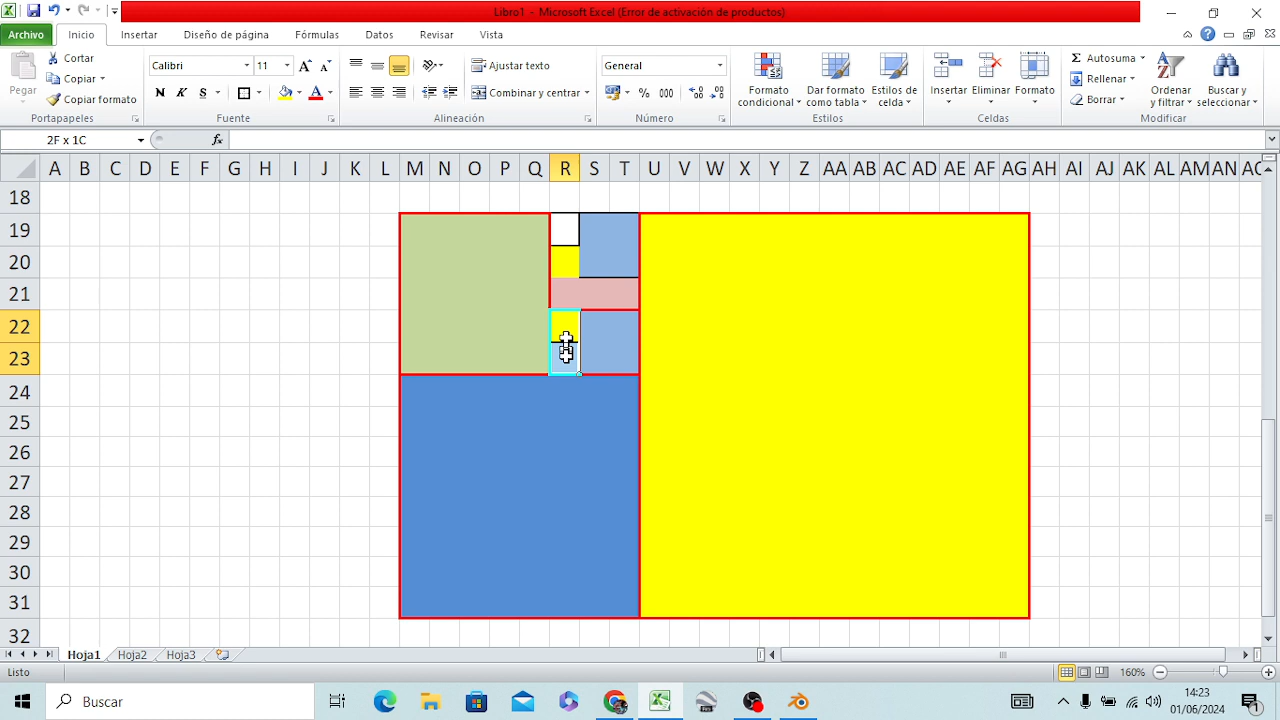 Libro1 - Microsoft Excel (Error de activación de productos)
Archivo Inicio Insertar Diseño de página Fórmulas Datos Revisar Vista
Pegar
Cortar
Copiar
Copiar formato
Portapapeles
Calibri 11
N K S
Fuente
Ajustar texto
Combinar y centrar
Alineación
General
% 000
Número
Formato condicional
Dar formato como tabla
Estilos de celda
Estilos
Insertar Eliminar Formato
Celdas
Autosuma
Rellenar
Borrar
Ordenar y filtrar
Buscar y seleccionar
Modificar
2F x 1C
fx
A B C D E F G H I J K L M N O P Q R S T U V W X Y Z AA AB AC AD AE AF AG AH AI AJ AK AL AM AN
18
19
20
21
22
23
24
25
26
27
28
29
30
31
32
Hoja1 Hoja2 Hoja3
Listo
160%
Buscar
14:23
01/06/2024